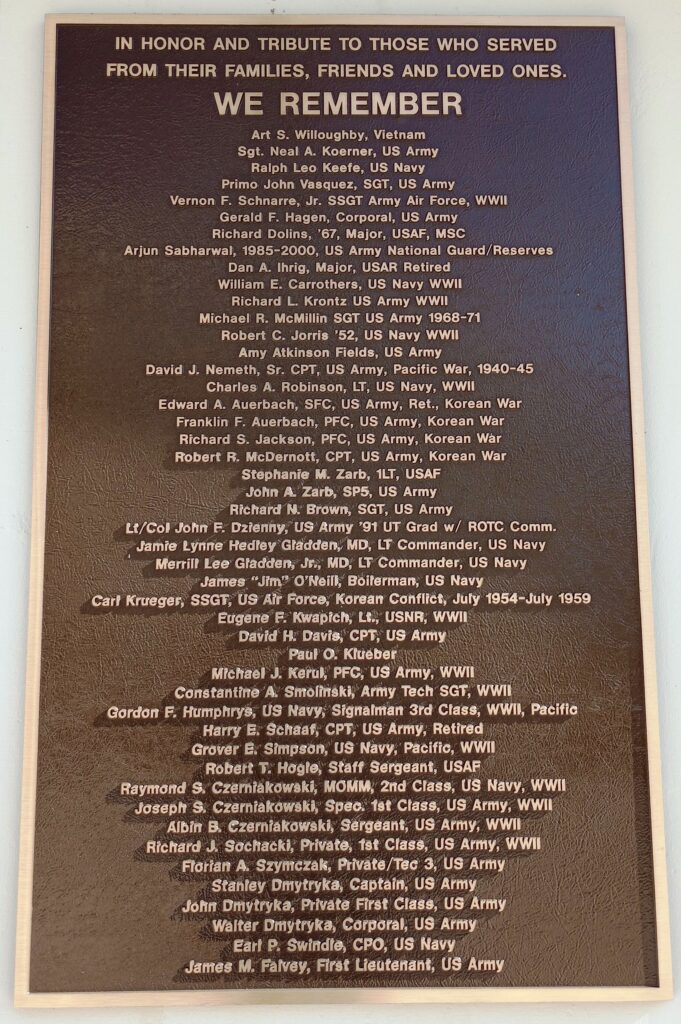 IN HONOR AND TRIBUTE TO THOSE WHO SERVED
FROM THEIR FAMILIES, FRIENDS AND LOVED ONES.
WE REMEMBER
Art S. Willoughby, Vietnam
Sgt. Neal A. Koerner, US Army
Ralph Leo Keefe, US Navy
Primo John Vasquez, SGT, US Army
Vernon F. Schnarre, Jr. SSGT Army Air Force, WWII
Gerald F. Hagen, Corporal, US Army
Richard Dolins, '67, Major, USAF, MSC
Arjun Sabharwal, 1985-2000, US Army National Guard/Reserves
Dan A. Ihrig, Major, USAR Retired
William E. Carrothers, US Navy WWII
Richard L. Krontz US Army WWII
Michael R. McMillin SGT US Army 1968-71
Robert C. Jorris '52, US Navy WWII
Amy Atkinson Fields, US Army
David J. Nemeth, Sr. CPT, US Army, Pacific War, 1940-45
Charles A. Robinson, LT, US Navy, WWII
Edward A. Auerbach, SFC, US Army, Ret., Korean War
Franklin F. Auerbach, PFC, US Army, Korean War
Richard S. Jackson, PFC, US Army, Korean War
Robert R. McDernott, CPT, US Army, Korean War
Stephanie M. Zarb, 1LT, USAF
John A. Zarb, SP5, US Army
Richard N. Brown, SGT, US Army
Lt/Col John F. Dzienny, US Army '91 UT Grad w/ ROTC Comm.
Jamie Lynne Hedley Gladden, MD, LT Commander, US Navy
Merrill Lee Gladden, Jr., MD, LT Commander, US Navy
James "Jim" O'Neill, Boilerman, US Navy
Carl Krueger, SSGT, US Air Force, Korean Conflict, July 1954-July 1959
Eugene F. Kwapich, Lt., USNR, WWII
David H. Davis, CPT, US Army
Paul O. Klueber
Michael J. Kerul, PFC, US Army, WWII
Constantine A. Smolinski, Army Tech SGT, WWII
Gordon F. Humphrys, US Navy, Signalman 3rd Class, WWII, Pacific
Harry E. Schaaf, CPT, US Army, Retired
Grover E. Simpson, US Navy, Pacific, WWII
Robert T. Hogle, Staff Sergeant, USAF
Raymond S. Czerniakowski, MOMM, 2nd Class, US Navy, WWII
Joseph S. Czerniakowski, Spec. 1st Class, US Army, WWII
Albin B. Czerniakowski, Sergeant, US Army, WWII
Richard J. Sochacki, Private, 1st Class, US Army, WWII
Florian A. Szymczak, Private/Tec 3, US Army
Stanley Dmytryka, Captain, US Army
John Dmytryka, Private First Class, US Army
Walter Dmytryka, Corporal, US Army
Earl P. Swindle, CPO, US Navy
James M. Falvey, First Lieutenant, US Army